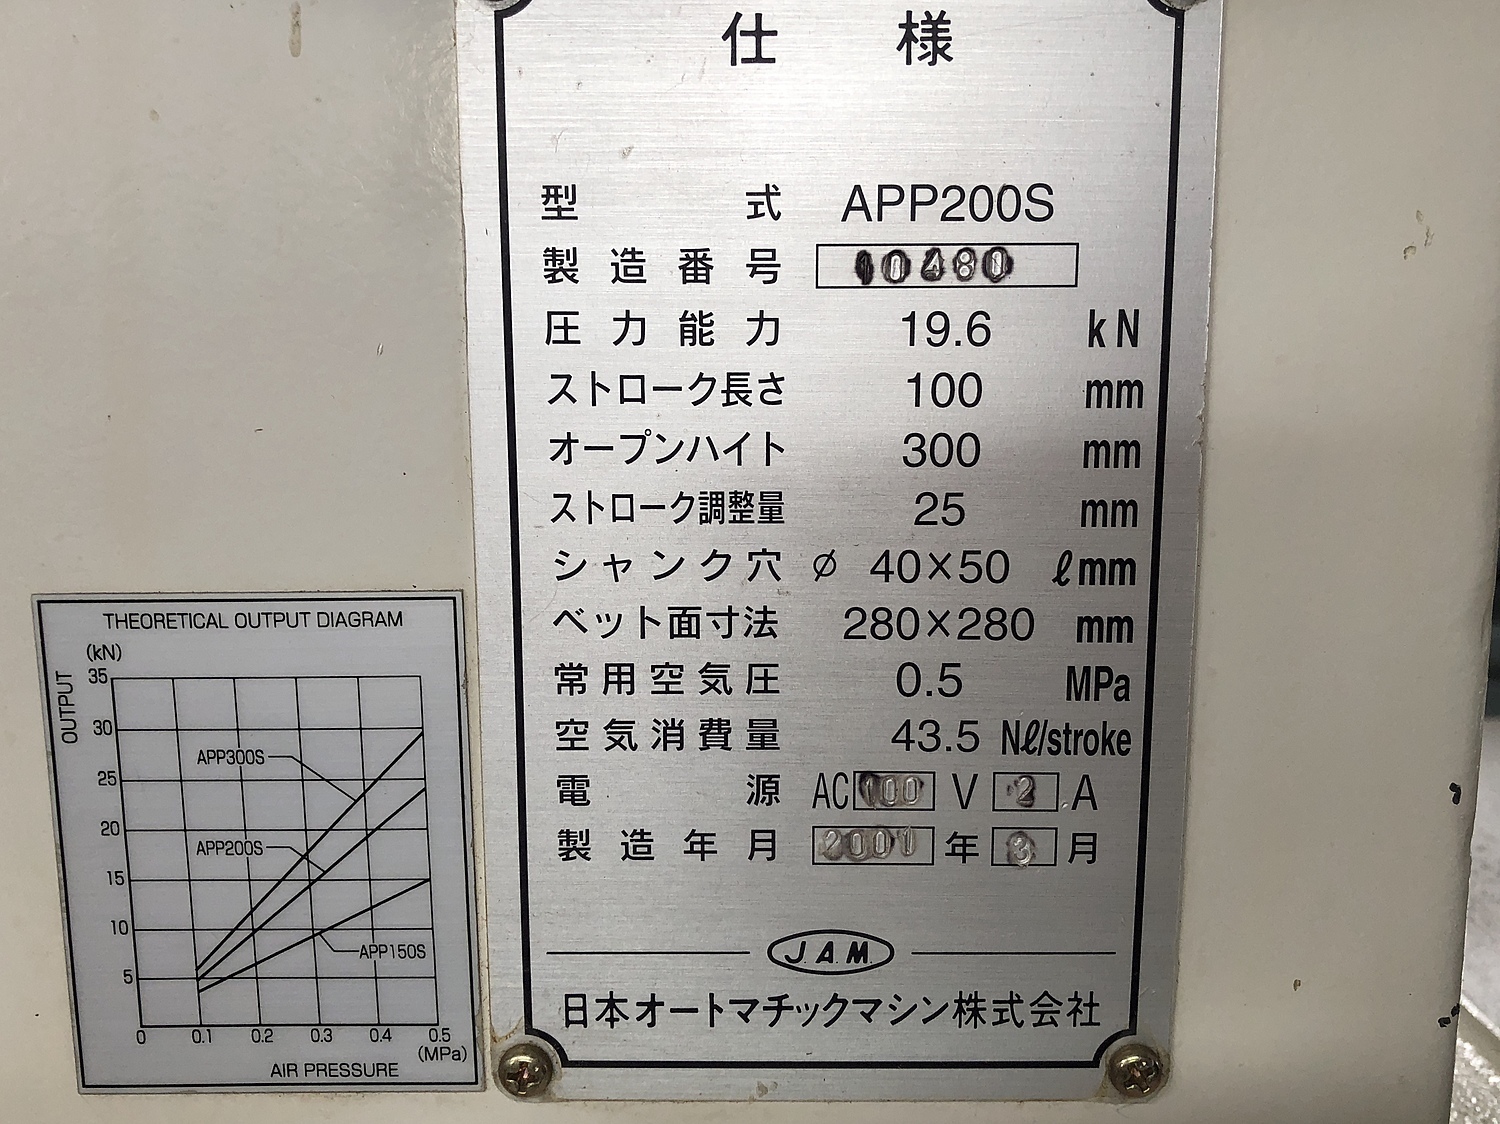 仕様
型式 APP200S
製造番号 10480
圧力能力 19.6 kN
ストローク長さ 100 mm
オープンハイト 300 mm
ストローク調整量 25 mm
シャンク穴 ∅ 40×50 ℓmm
ベット面寸法 280×280 mm
常用空気圧 0.5 MPa
空気消費量 43.5 Nℓ/stroke
電源 AC 100 V 2 A
製造年月 2001 年 3 月
J.A.M.
日本オートマチックマシン株式会社
THEORETICAL OUTPUT DIAGRAM
(kN)
OUTPUT
35
30
APP300S
25
20
APP200S
15
10
APP150S
5
0 0.1 0.2 0.3 0.4 0.5
(MPa)
AIR PRESSURE